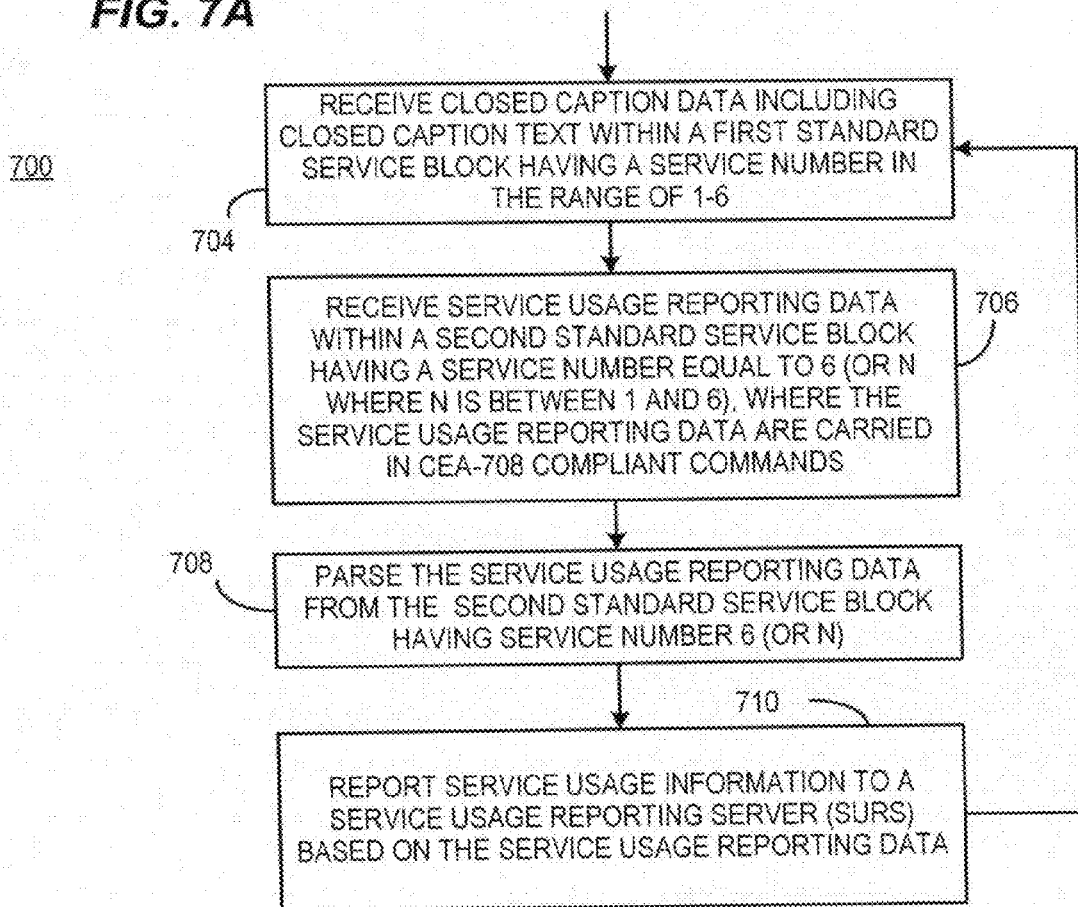 FIG. 7A
700
RECEIVE CLOSED CAPTION DATA INCLUDING
CLOSED CAPTION TEXT WITHIN A FIRST STANDARD
SERVICE BLOCK HAVING A SERVICE NUMBER IN
THE RANGE OF 1-6
704
RECEIVE SERVICE USAGE REPORTING DATA
WITHIN A SECOND STANDARD SERVICE BLOCK
HAVING A SERVICE NUMBER EQUAL TO 6 (OR N
WHERE N IS BETWEEN 1 AND 6), WHERE THE
SERVICE USAGE REPORTING DATA ARE CARRIED
IN CEA-708 COMPLIANT COMMANDS
706
708
PARSE THE SERVICE USAGE REPORTING DATA
FROM THE SECOND STANDARD SERVICE BLOCK
HAVING SERVICE NUMBER 6 (OR N)
710
REPORT SERVICE USAGE INFORMATION TO A
SERVICE USAGE REPORTING SERVER (SURS)
BASED ON THE SERVICE USAGE REPORTING DATA